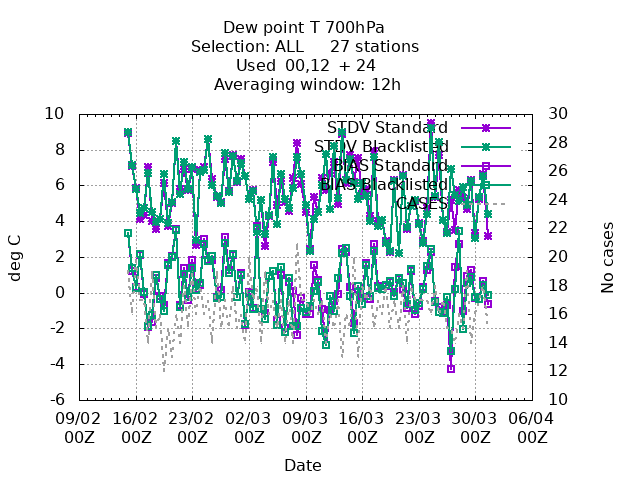 Dew point T 700hPa
Selection: ALL 27 stations
Used 00,12 + 24
Averaging window: 12h
STDV Standard
STDV Blacklisted
BIAS Standard
BIAS Blacklisted
CASES
deg C
10
8
6
4
2
0
-2
-4
-6
No cases
30
28
26
24
22
20
18
16
14
12
10
09/02 16/02 23/02 02/03 09/03 16/03 23/03 30/03 06/04
00Z 00Z 00Z 00Z 00Z 00Z 00Z 00Z 00Z
Date